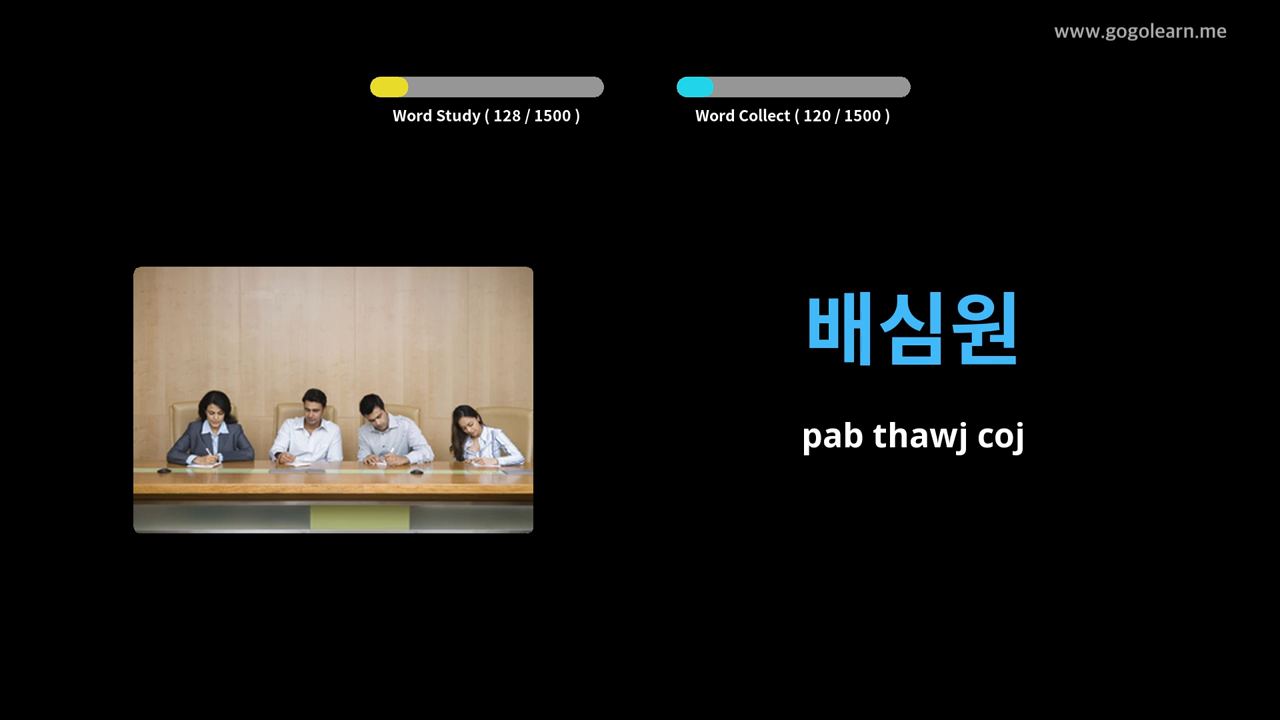 www.gogolearn.me
Word Study ( 128 / 1500 )
Word Collect ( 120 / 1500 )
배심원
pab thawj coj